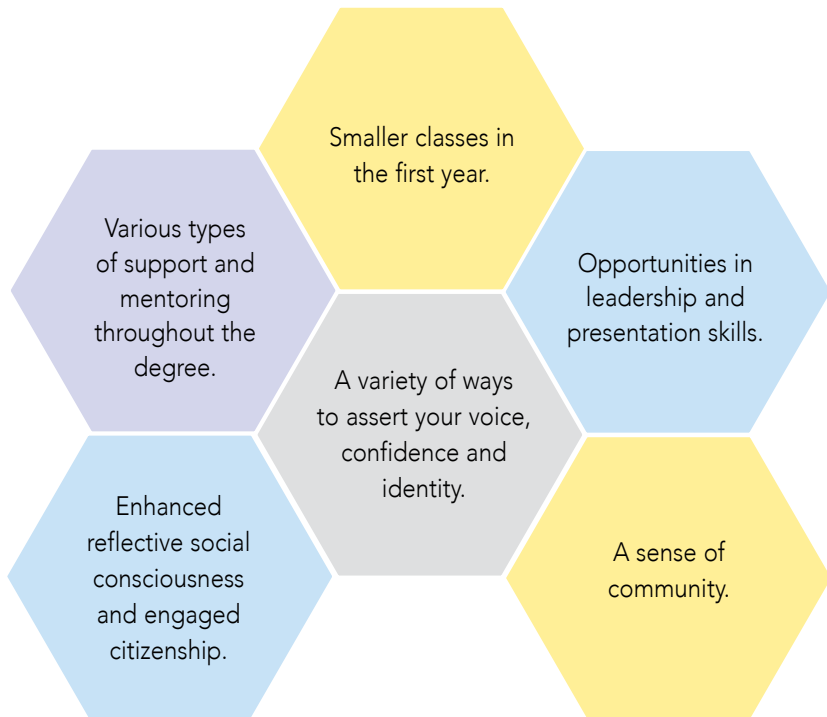 Smaller classes in
the first year.
Various types
of support and
mentoring
throughout the
degree.
Opportunities in
leadership and
presentation skills.
A variety of ways
to assert your voice,
confidence and
identity.
Enhanced
reflective social
consciousness
and engaged
citizenship.
A sense of
community.